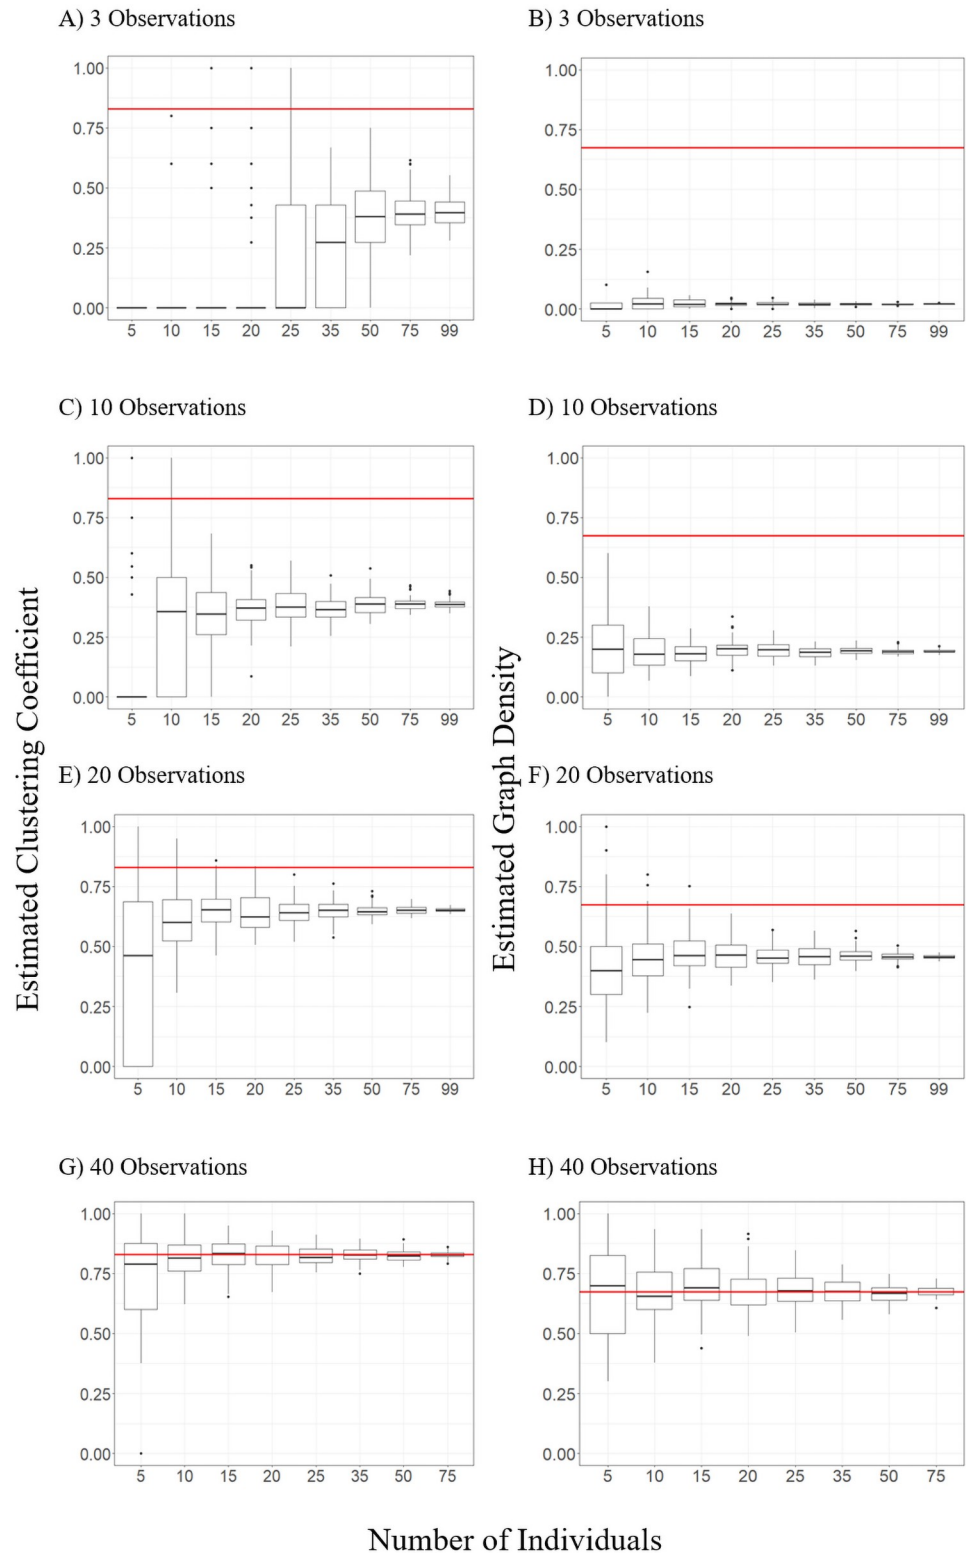 A) 3 Observations
1.00
0.75
0.50
0.25
0.00
5 10 15 20 25 35 50 75 99
B) 3 Observations
1.00
0.75
0.50
0.25
0.00
5 10 15 20 25 35 50 75 99
C) 10 Observations
1.00
0.75
0.50
0.25
0.00
5 10 15 20 25 35 50 75 99
D) 10 Observations
1.00
0.75
0.50
0.25
0.00
5 10 15 20 25 35 50 75 99
E) 20 Observations
1.00
0.75
0.50
0.25
0.00
5 10 15 20 25 35 50 75 99
F) 20 Observations
1.00
0.75
0.50
0.25
0.00
5 10 15 20 25 35 50 75 99
G) 40 Observations
1.00
0.75
0.50
0.25
0.00
5 10 15 20 25 35 50 75
H) 40 Observations
1.00
0.75
0.50
0.25
0.00
5 10 15 20 25 35 50 75
Estimated Clustering Coefficient
Estimated Graph Density
Number of Individuals